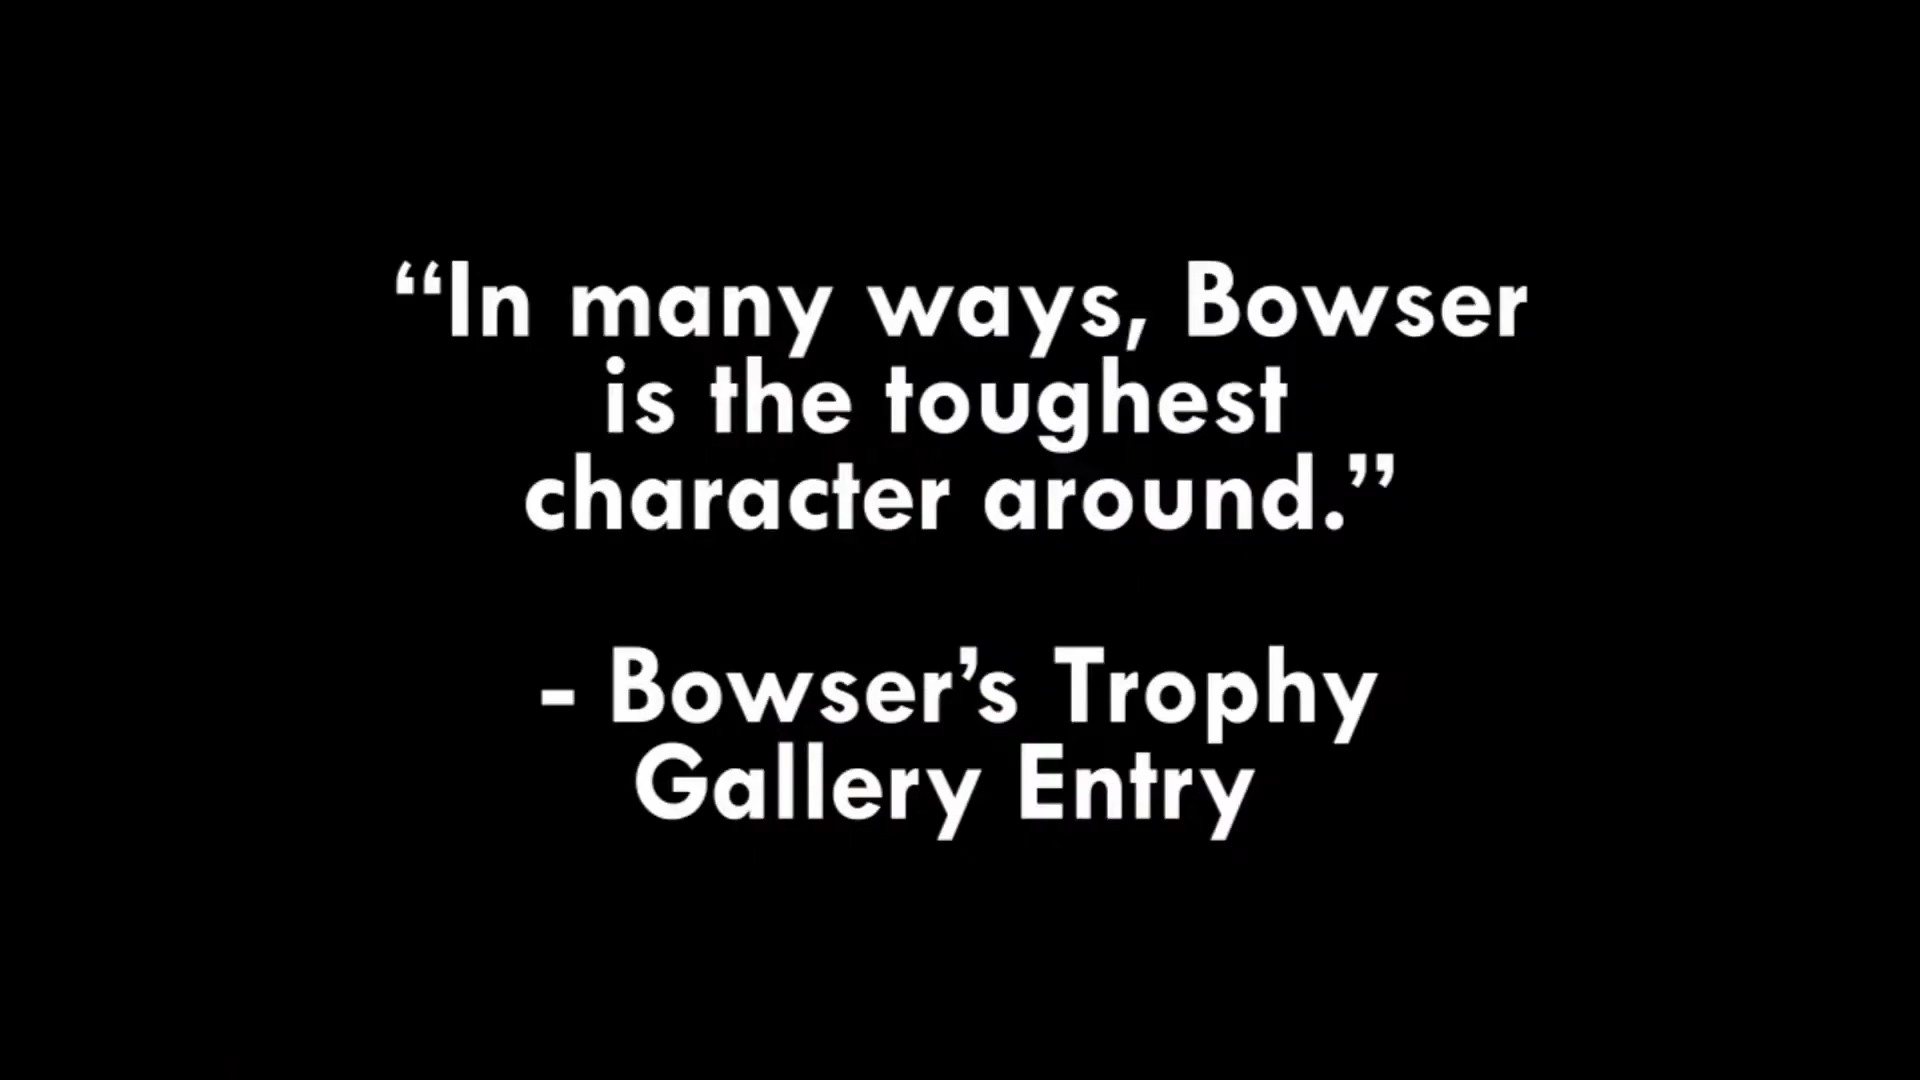 “In many ways, Bowser
is the toughest
character around.”
- Bowser’s Trophy
Gallery Entry